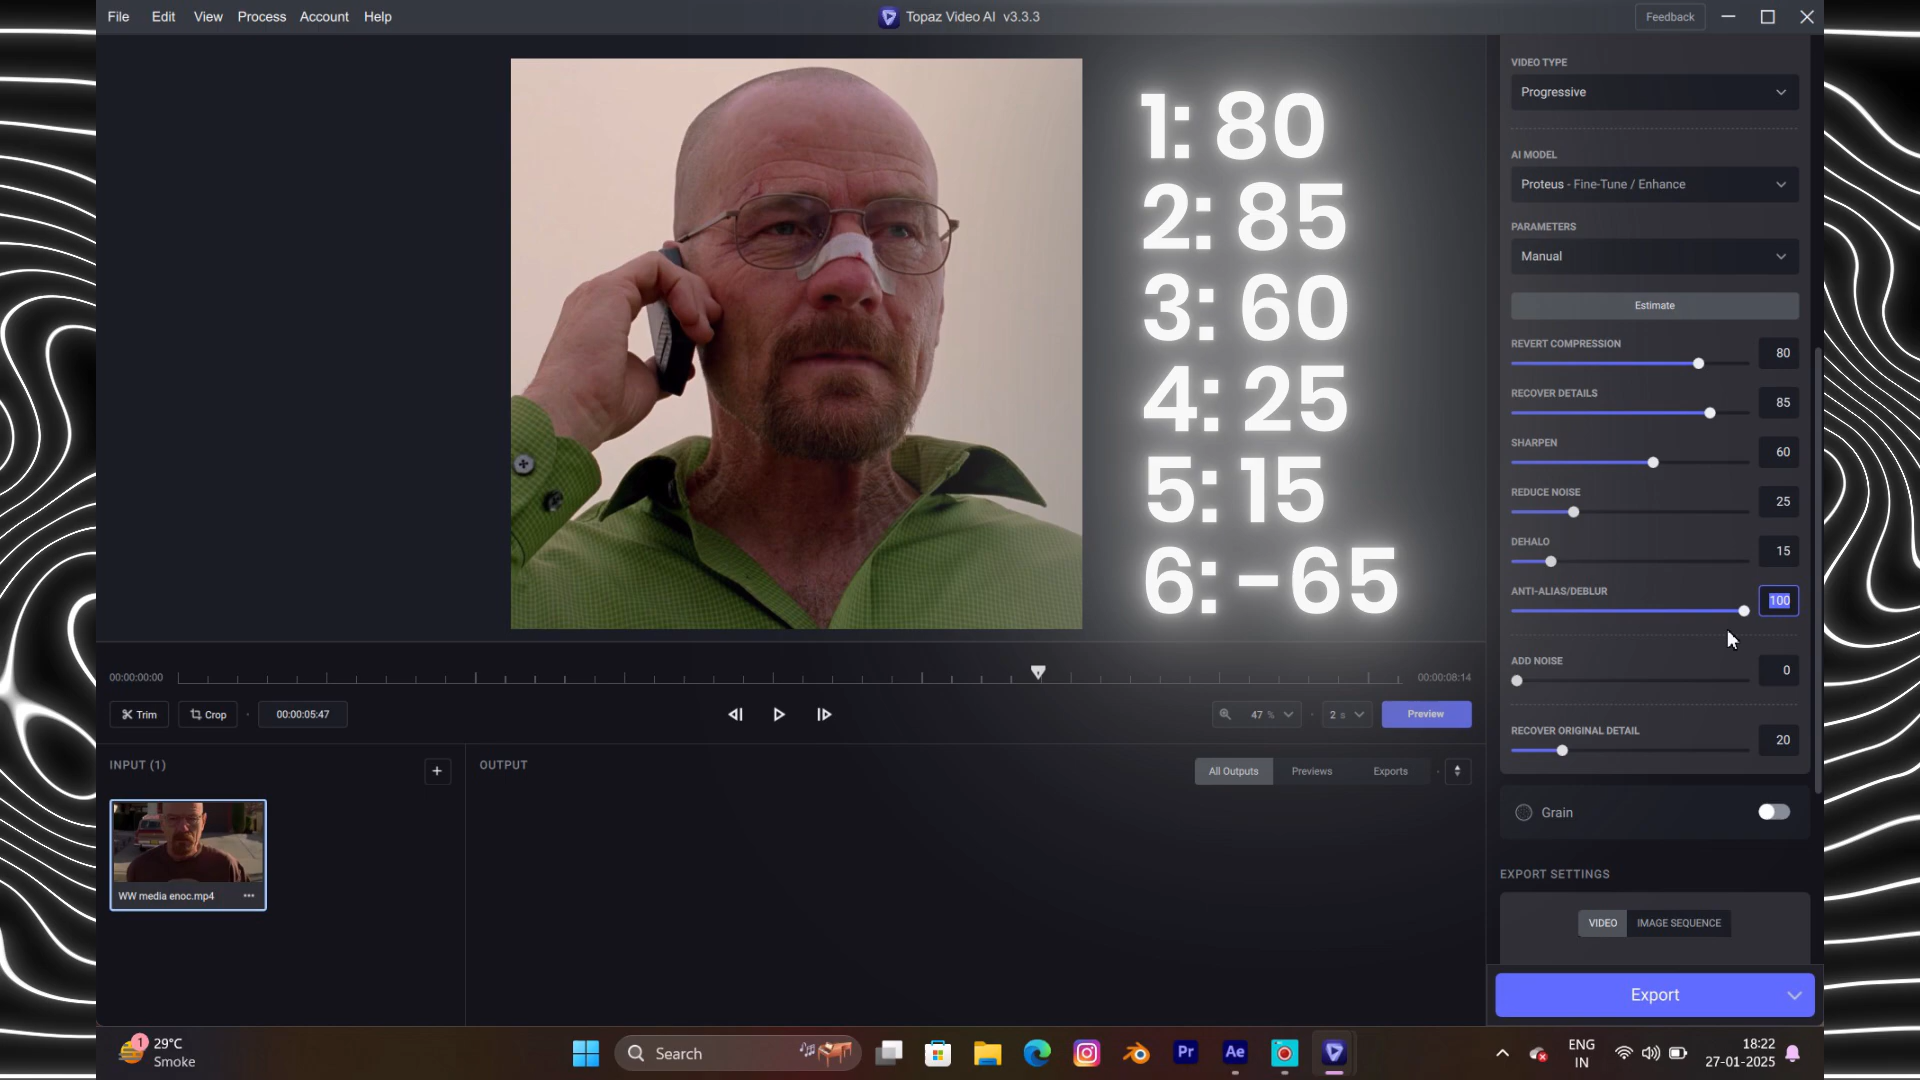 File Edit View Process Account Help
Topaz Video AI v3.3.3
Feedback
1: 80
2: 85
3: 60
4: 25
5: 15
6: -65
VIDEO TYPE
Progressive
AI MODEL
Proteus - Fine-Tune / Enhance
PARAMETERS
Manual
Estimate
REVERT COMPRESSION 80
RECOVER DETAILS 85
SHARPEN 60
REDUCE NOISE 25
DEHALO 15
ANTI-ALIAS/DEBLUR 100
ADD NOISE 0
RECOVER ORIGINAL DETAIL 20
Grain
EXPORT SETTINGS
VIDEO IMAGE SEQUENCE
Export
00:00:00:00 00:00:08:14
Trim Crop 00:00:05:47 47 % 2 s Preview
INPUT (1)
OUTPUT All Outputs Previews Exports
WW media enoc.mp4
1 29°C
Smoke
Search
Pr Ae
ENG
IN
18:22
27-01-2025